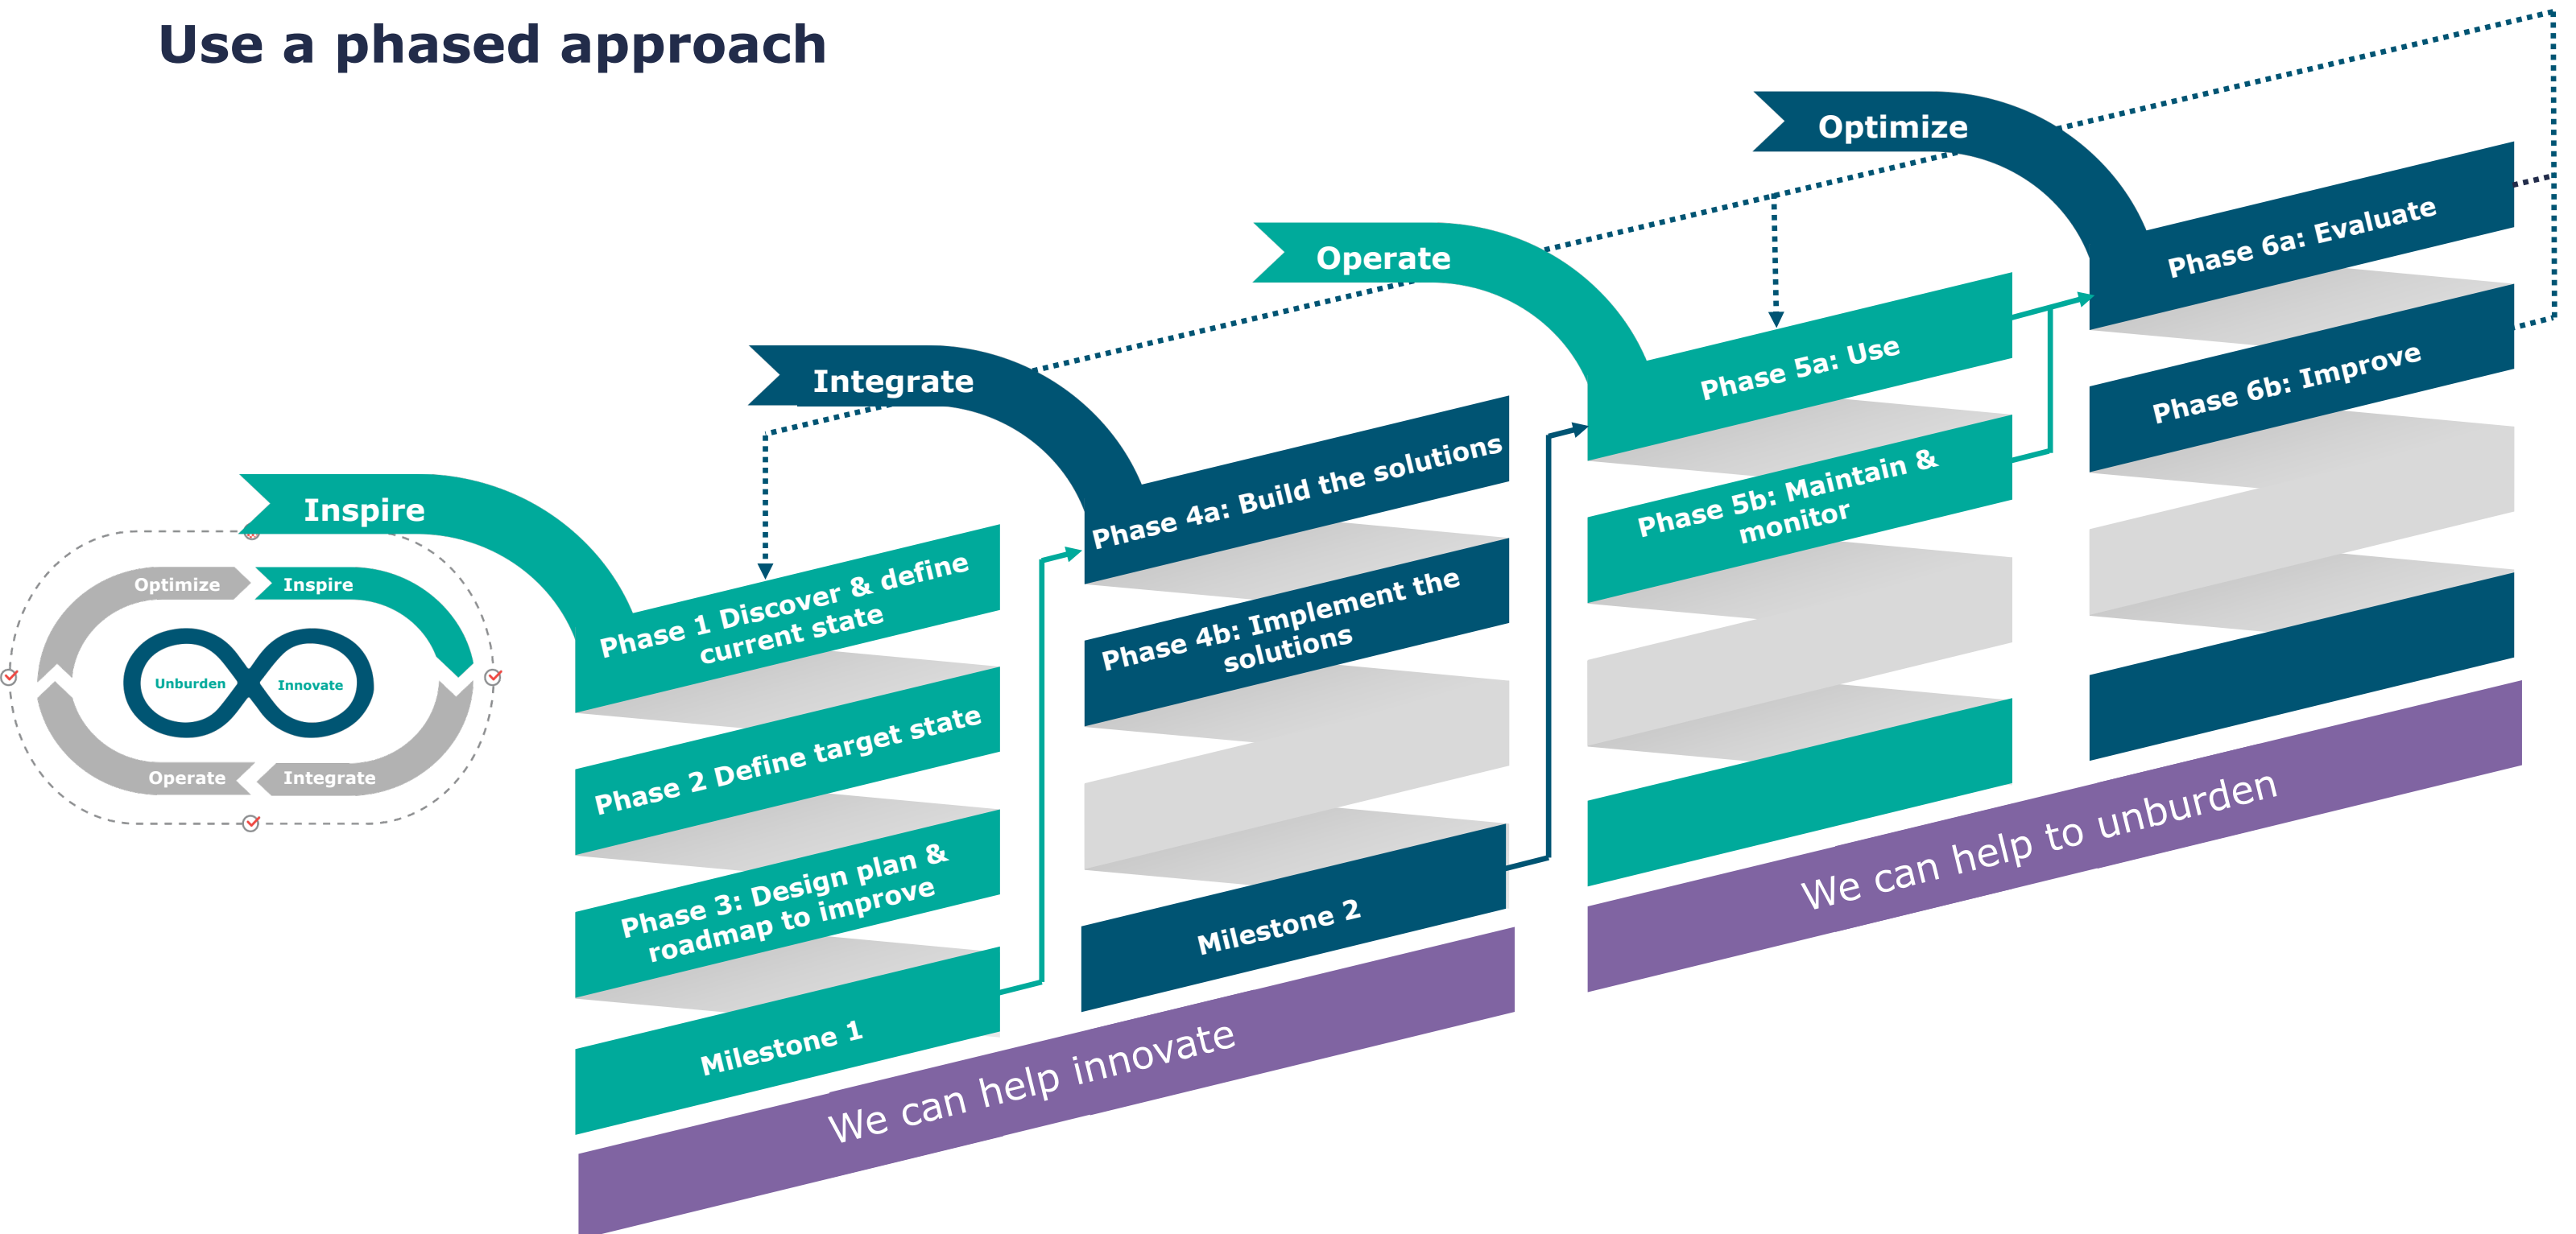 Use a phased approach
Optimize
Inspire
Unburden
Innovate
Operate
Integrate
Inspire
Phase 1 Discover & define
current state
Phase 2 Define target state
Phase 3: Design plan &
roadmap to improve
Milestone 1
Integrate
Phase 4a: Build the solutions
Phase 4b: Implement the
solutions
Milestone 2
We can help innovate
Operate
Phase 5a: Use
Phase 5b: Maintain &
monitor
Optimize
Phase 6a: Evaluate
Phase 6b: Improve
We can help to unburden